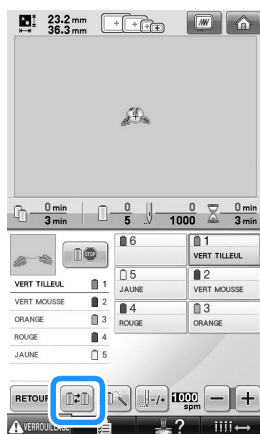 23.2 mm
36.3 mm
0 min
3 min
0
5
0
1000
0 min
3 min
6
1
VERT TILLEUL
5
JAUNE
2
VERT MOUSSE
4
ROUGE
3
ORANGE
VERT TILLEUL 1
VERT MOUSSE 2
ORANGE 3
ROUGE 4
JAUNE 5
RETOUR
-/+
1000
spm
- +
VERROUILLAGE
?